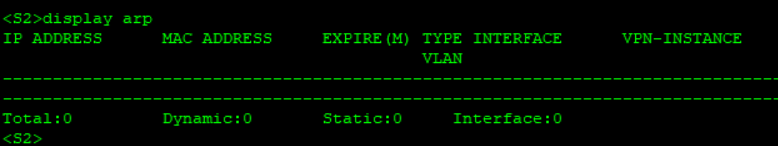 <S2>display arp
IP ADDRESS      MAC ADDRESS     EXPIRE(M) TYPE INTERFACE      VPN-INSTANCE
                                          VLAN
------------------------------------------------------------------------------
------------------------------------------------------------------------------
Total:0         Dynamic:0       Static:0     Interface:0
<S2>